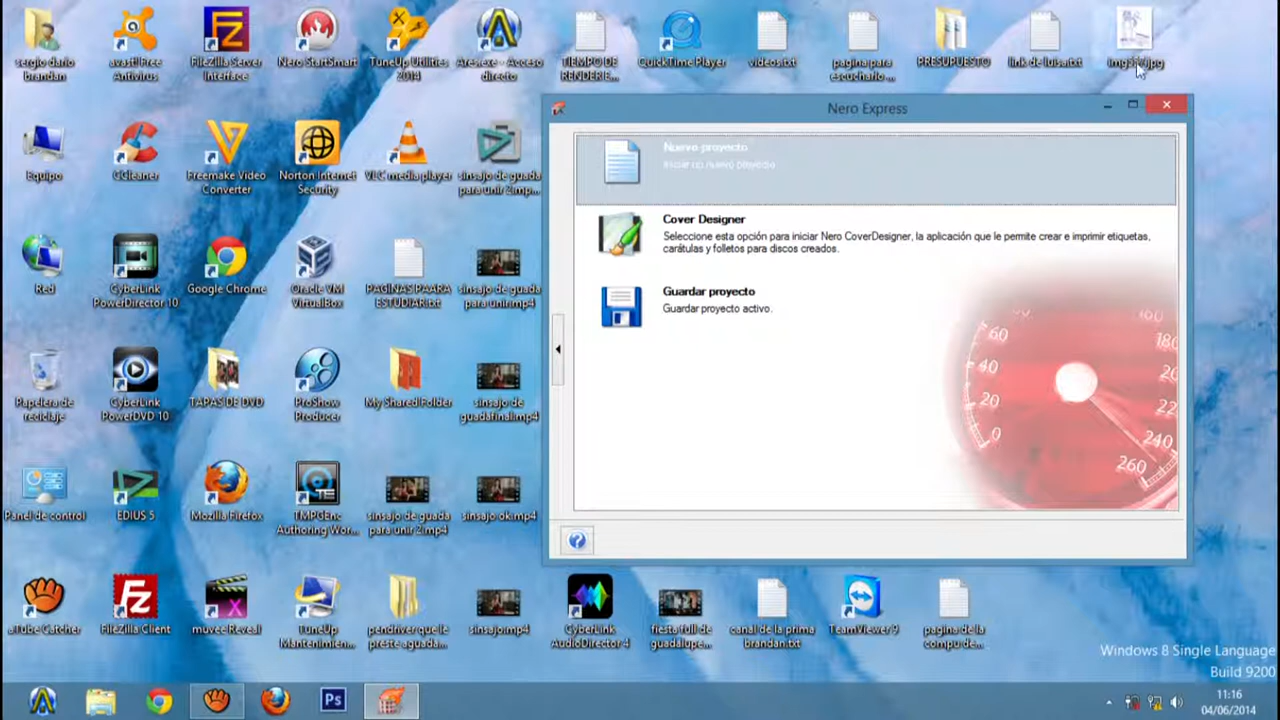 sergio dario
brandan
avast! Free
Antivirus
FileZilla Server
Interface
Nero StartSmart
TuneUp Utilities
2014
Ares.exe - Acceso
directo
TIEMPO DE
RENDERIE...
QuickTime Player
videos.txt
pagina para
escucharlo ...
PRESUPUESTO
link de luisa.txt
Equipo
CCleaner
Freemake Video
Converter
Norton Internet
Security
VLC media player
sinsajo de guada
para unir 2.mp...
Red
CyberLink
PowerDirector 10
Google Chrome
Oracle VM
VirtualBox
PAGINAS PAARA
ESTUDIAR.txt
sinsajo de guada
para unir.mp4
Papelera de
reciclaje
CyberLink
PowerDVD 10
TAPAS DE DVD
ProShow
Producer
My Shared Folder
sinsajo de
guadafinal.mp4
Panel de control
EDIUS 5
Mozilla Firefox
TMPGEnc
Authoring Wor...
sinsajo de guada
para unir 2.mp4
sinsajo ok.mp4
aTube Catcher
FileZilla Client
muvee Reveal
TuneUp
Mantenimien...
pendriver que le
preste aguada...
sinsajo.mp4
CyberLink
AudioDirector 4
fiesta full de
guadalupe...
canal de la prima
brandan.txt
TeamViewer 9
pagina de la
compu de...
Nero Express
Nuevo proyecto
Iniciar un nuevo proyecto
Cover Designer
Seleccione esta opción para iniciar Nero CoverDesigner, la aplicación que le permite crear e imprimir etiquetas,
carátulas y folletos para discos creados.
Guardar proyecto
Guardar proyecto activo.
0
20
40
60
160
180
240
260
Windows 8 Single Language
Build 9200
11:16
04/06/2014